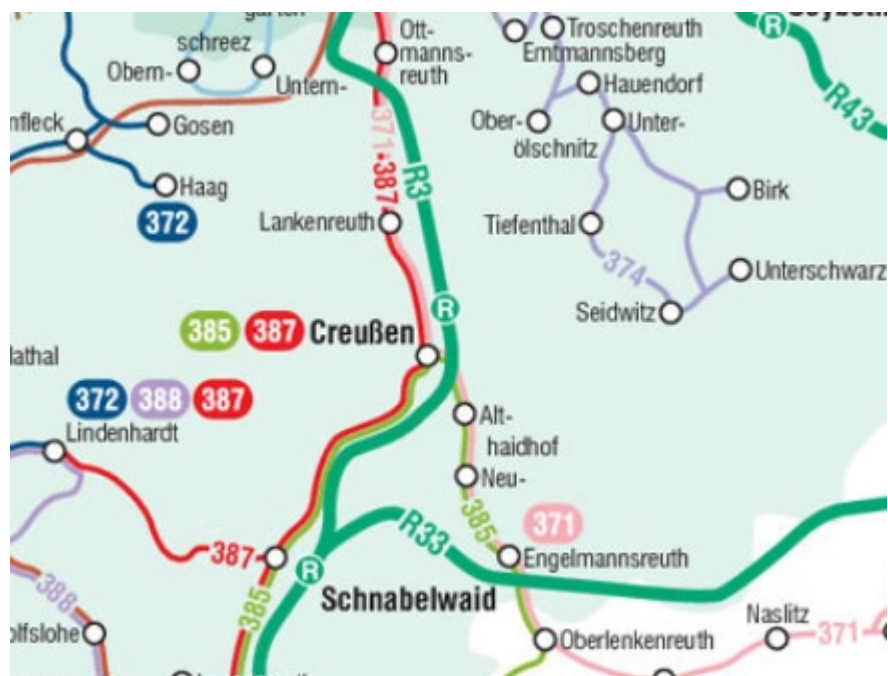 schreez
Obern-
Untern-
Gosen
Haag
372
Ott-
manns-
reuth
371•387
R3
Lankenreuth
R
385 387 Creußen
372 388 387
Lindenhardt
387
385
388
R
Schnabelwaid
R33
Alt-
haidhof
Neu-
385
371
Engelmannsreuth
Oberlenkenreuth
Naslitz
371
Troschenreuth
Emtmannsberg
Hauendorf
Ober-
Unter-
ölschnitz
Tiefenthal
374
Seidwitz
Birk
Unterschwarz
R
R43